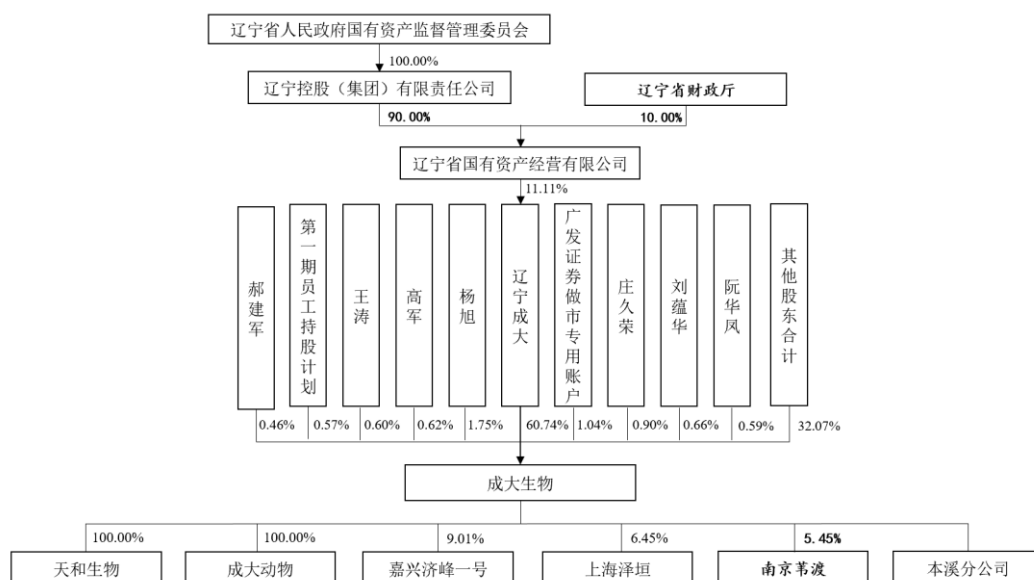 辽宁省人民政府国有资产监督管理委员会
100.00%
辽宁控股（集团）有限责任公司
辽宁省财政厅
90.00%
10.00%
辽宁省国有资产经营有限公司
11.11%
郝建军
第一期员工持股计划
王涛
高军
杨旭
辽宁成大
广发证券做市专用账户
庄久荣
刘蕴华
阮华凤
其他股东合计
0.46%
0.57%
0.60%
0.62%
1.75%
60.74%
1.04%
0.90%
0.66%
0.59%
32.07%
成大生物
100.00%
100.00%
9.01%
6.45%
5.45%
天和生物
成大动物
嘉兴济峰一号
上海泽垣
南京苇渡
本溪分公司